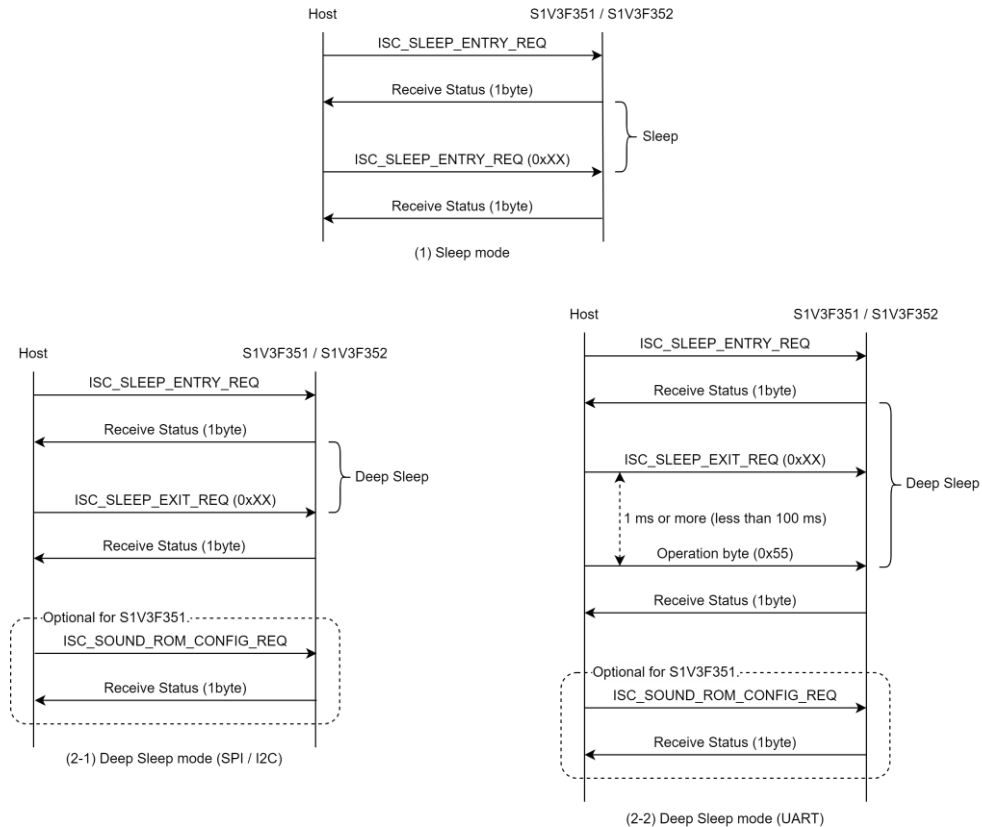 Host
S1V3F351 / S1V3F352
ISC_SLEEP_ENTRY_REQ
Receive Status (1byte)
Sleep
ISC_SLEEP_ENTRY_REQ (0xXX)
Receive Status (1byte)
(1) Sleep mode
Host
S1V3F351 / S1V3F352
ISC_SLEEP_ENTRY_REQ
Receive Status (1byte)
Deep Sleep
ISC_SLEEP_EXIT_REQ (0xXX)
Receive Status (1byte)
Optional for S1V3F351.
ISC_SOUND_ROM_CONFIG_REQ
Receive Status (1byte)
(2-1) Deep Sleep mode (SPI / I2C)
Host
S1V3F351 / S1V3F352
ISC_SLEEP_ENTRY_REQ
Receive Status (1byte)
ISC_SLEEP_EXIT_REQ (0xXX)
Deep Sleep
1 ms or more (less than 100 ms)
Operation byte (0x55)
Receive Status (1byte)
Optional for S1V3F351.
ISC_SOUND_ROM_CONFIG_REQ
Receive Status (1byte)
(2-2) Deep Sleep mode (UART)